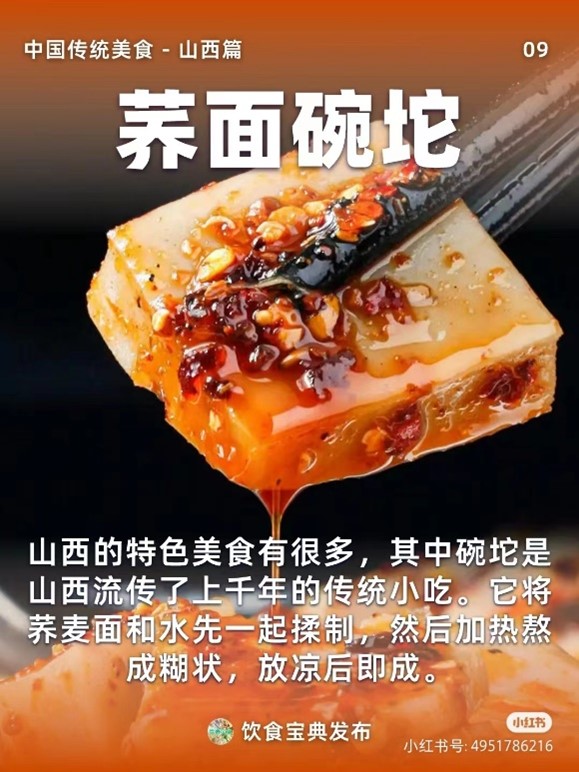 中国传统美食 - 山西篇
09
荞面碗坨
山西的特色美食有很多，其中碗坨是
山西流传了上千年的传统小吃。它将
荞麦面和水先一起揉制，然后加热熬
成糊状，放凉后即成。
饮食宝典发布
小红书
小红书号: 4951786216